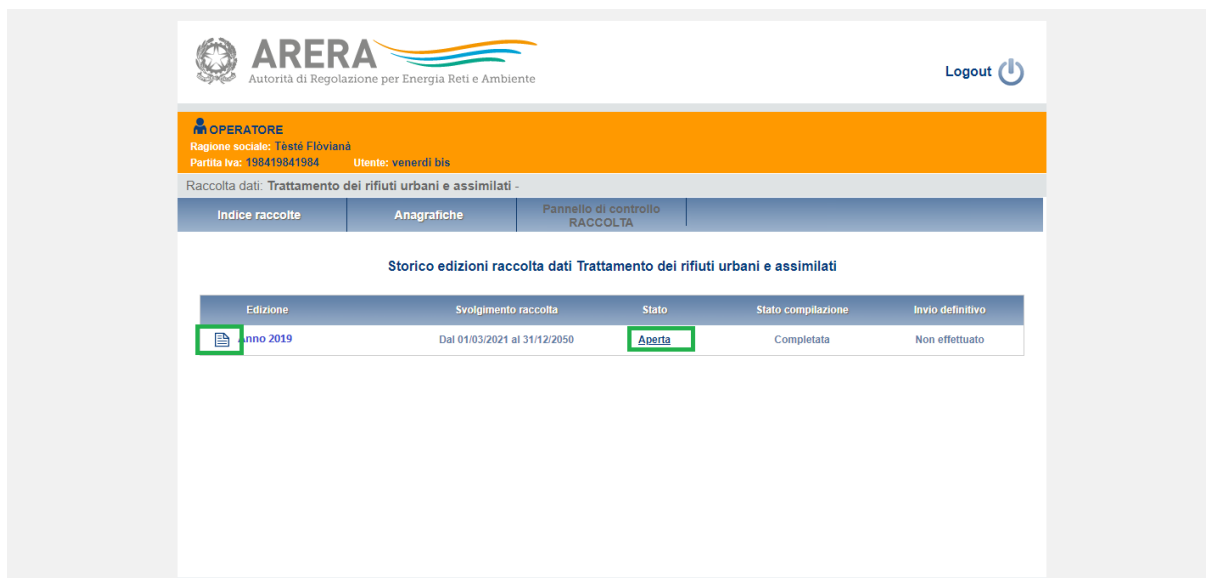 ARERA
Autorità di Regolazione per Energia Reti e Ambiente
Logout
OPERATORE
Ragione sociale: Tèsté Flòvianà
Partita Iva: 198419841984 Utente: venerdì bis
Raccolta dati: Trattamento dei rifiuti urbani e assimilati -
Indice raccolte Anagrafiche Pannello di controllo
RACCOLTA
Storico edizioni raccolta dati Trattamento dei rifiuti urbani e assimilati
Edizione Svolgimento raccolta Stato Stato compilazione Invio definitivo
Anno 2019 Dal 01/03/2021 al 31/12/2050 Aperta Completata Non effettuato